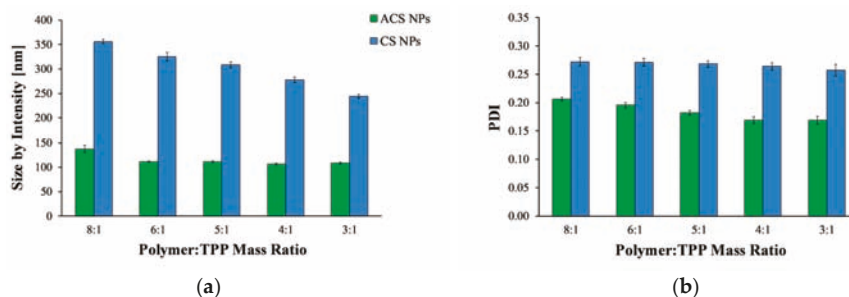 400
350
300
250
200
150
100
50
0
Size by Intensity [nm]
8:1 6:1 5:1 4:1 3:1
Polymer:TPP Mass Ratio
ACS NPs
CS NPs
(a)
0.35
0.30
0.25
0.20
0.15
0.10
0.05
0.00
PDI
8:1 6:1 5:1 4:1 3:1
Polymer:TPP Mass Ratio
(b)